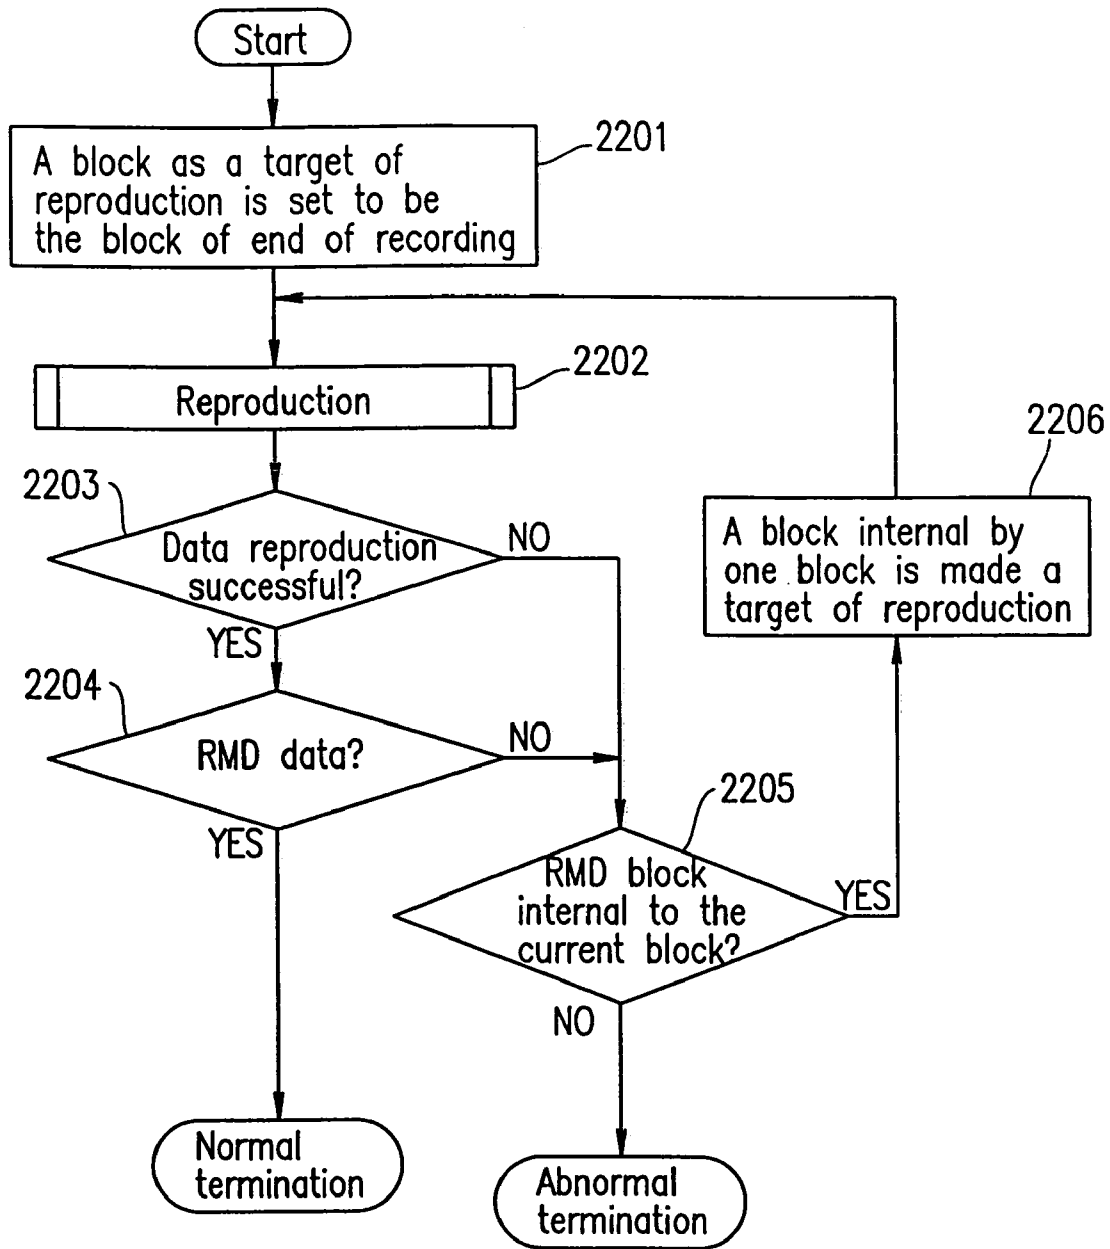 Start
2201
A block as a target of
reproduction is set to be
the block of end of recording
2202
Reproduction
2206
A block internal by
one block is made a
target of reproduction
2203
Data reproduction
successful?
NO
YES
2204
RMD data?
NO
YES
2205
RMD block
internal to the
current block?
YES
NO
Normal
termination
Abnormal
termination